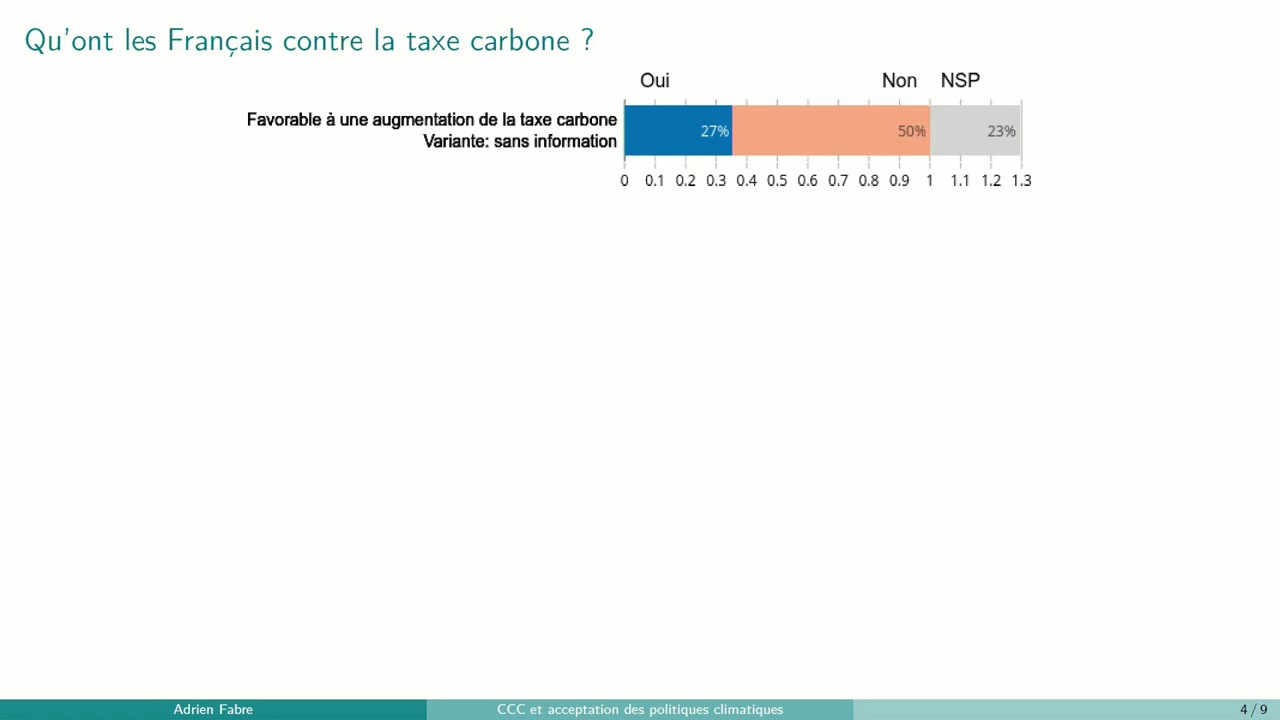 Qu'ont les Français contre la taxe carbone ?
Oui Non NSP
Favorable à une augmentation de la taxe carbone
Variante: sans information
27% 50% 23%
0 0.1 0.2 0.3 0.4 0.5 0.6 0.7 0.8 0.9 1 1.1 1.2 1.3
Adrien Fabre CCC et acceptation des politiques climatiques 4 / 9